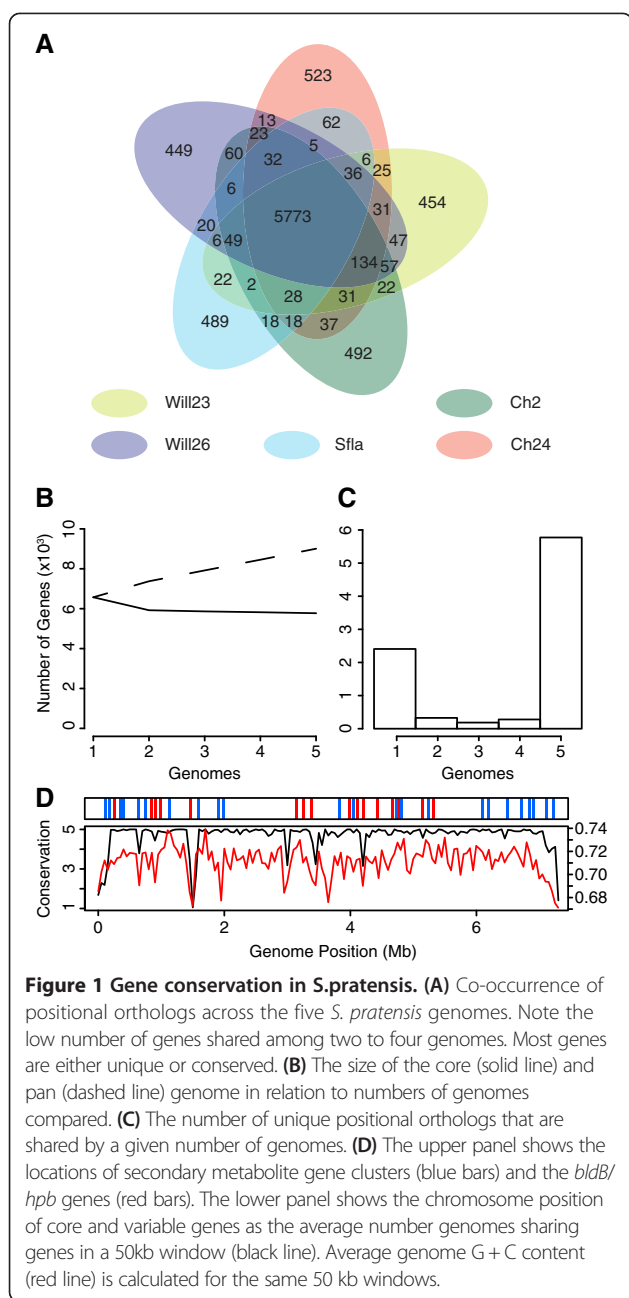 A
523
13
23
62
5
449
60
32
6
36
25
454
6
5773
31
20
47
6
49
134
57
22
2
28
31
22
489
18
18
37
492
Will23
Ch2
Will26
Sfla
Ch24
B
C
Number of Genes (x10³)
0
2
4
6
8
10
1
2
3
4
5
Genomes
0
1
2
3
4
5
6
1
2
3
4
5
Genomes
D
Conservation
1
3
5
0.68
0.70
0.72
0.74
0
2
4
6
Genome Position (Mb)
Figure 1 Gene conservation in S.pratensis. (A) Co-occurrence of
positional orthologs across the five S. pratensis genomes. Note the
low number of genes shared among two to four genomes. Most genes
are either unique or conserved. (B) The size of the core (solid line) and
pan (dashed line) genome in relation to numbers of genomes
compared. (C) The number of unique positional orthologs that are
shared by a given number of genomes. (D) The upper panel shows the
locations of secondary metabolite gene clusters (blue bars) and the bldB/
hpb genes (red bars). The lower panel shows the chromosome position
of core and variable genes as the average number genomes sharing
genes in a 50kb window (black line). Average genome G + C content
(red line) is calculated for the same 50 kb windows.